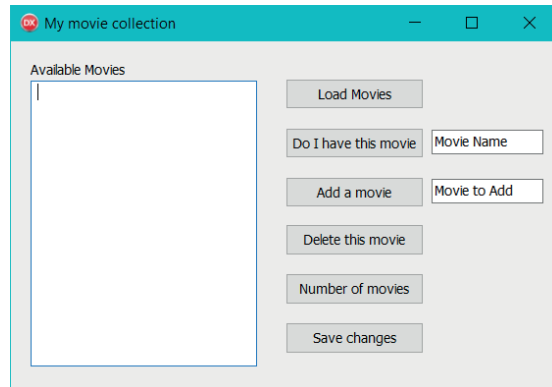 DX My movie collection
Available Movies
Load Movies
Do I have this movie Movie Name
Add a movie Movie to Add
Delete this movie
Number of movies
Save changes